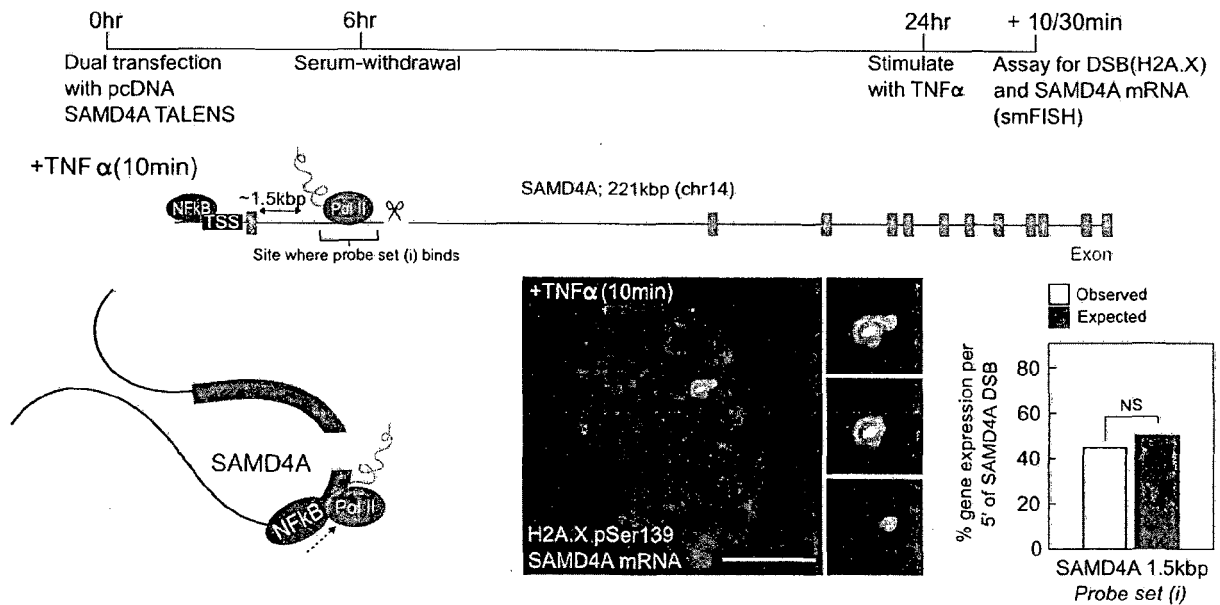 0hr
6hr
24hr
+ 10/30min
Dual transfection
with pcDNA
SAMD4A TALENS
Serum-withdrawal
Stimulate
with TNFα
Assay for DSB(H2A.X)
and SAMD4A mRNA
(smFISH)
+TNF α(10min)
NFkB
TSS
~1.5kbp
Pol II
SAMD4A; 221kbp (chr14)
Site where probe set (i) binds
Exon
SAMD4A
NFkB
Pol II
+TNFα(10min)
H2A.X.pSer139
SAMD4A mRNA
Observed
Expected
% gene expression per
5' of SAMD4A DSB
80
60
40
20
0
NS
SAMD4A 1.5kbp
Probe set (i)